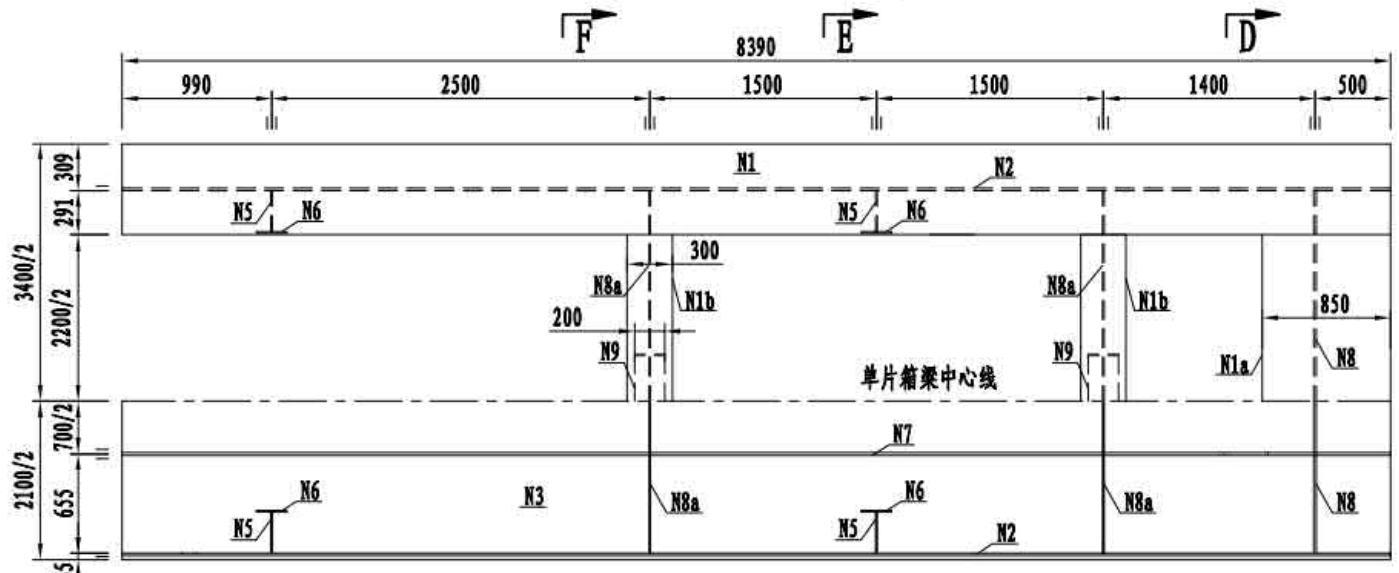 F E D
8390
990 2500 1500 1500 1400 500
309 N1 N2
291 N5 N6 N5 N6
3400/2 2200/2
300
N8a N1b N8a N1b
850
200
N9 N9 N1a N8
单片箱梁中心线
2100/2 700/2
N7
655 N6 N3 N8a N6 N8a N8
N5 N5 N2